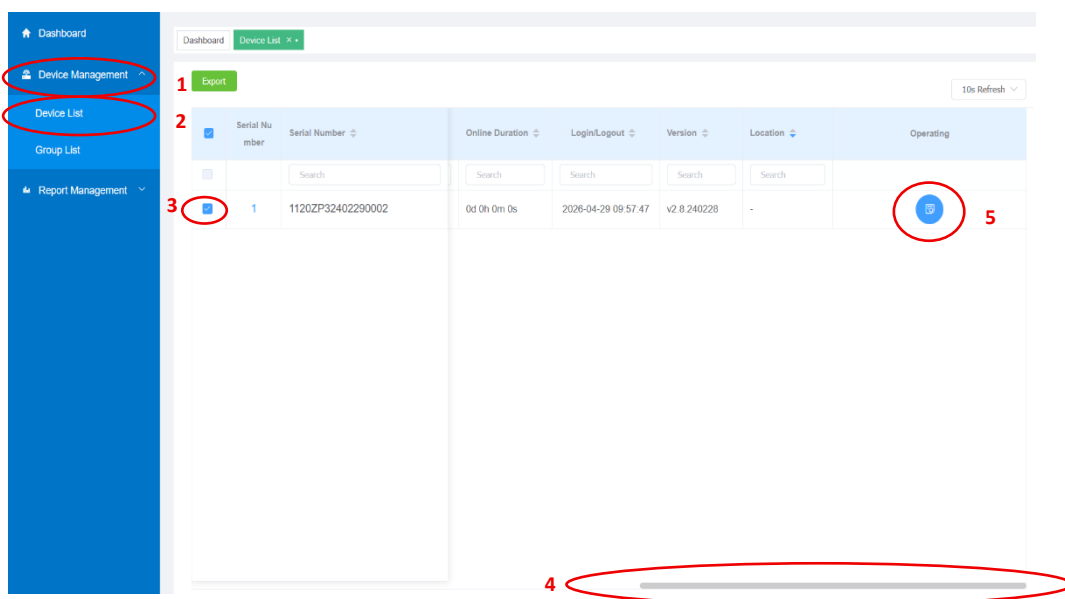 Dashboard
Device Management
Device List
Group List
Report Management
Dashboard
Device List
1
Export
10s Refresh
2
Serial Nu
mber
Serial Number
Online Duration
Login/Logout
Version
Location
Operating
Search
Search
Search
Search
Search
3
1
1120ZP32402290002
0d 0h 0m 0s
2026-04-29 09:57:47
v2.8.240228
-
5
4